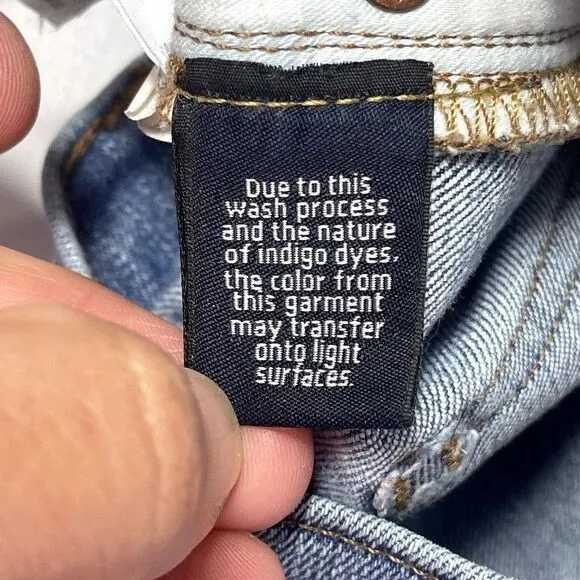 Due to this
wash process
and the nature
of indigo dyes,
the color from
this garment
may transfer
onto light
surfaces.